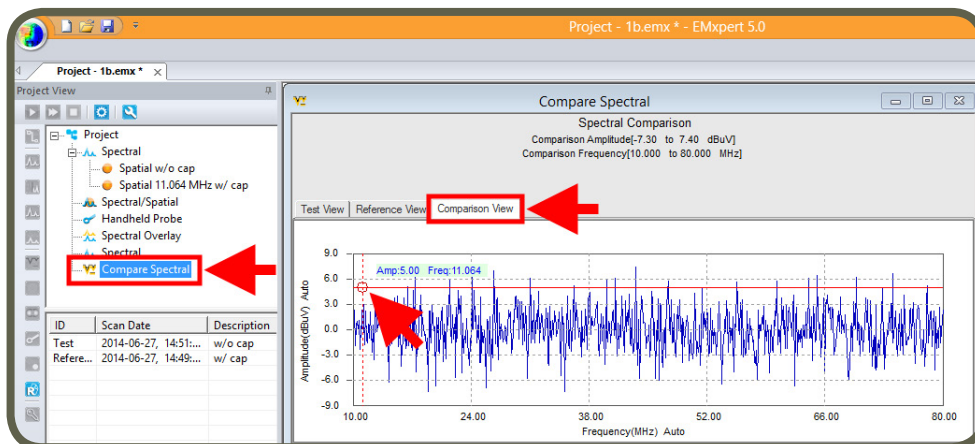 Project - 1b.emx * - EMxpert 5.0
Project - 1b.emx *
Project View
Project
Spectral
Spatial w/o cap
Spatial 11.064 MHz w/ cap
Spectral/Spatial
Handheld Probe
Spectral Overlay
Spectral
Compare Spectral
ID Scan Date Description
Test 2014-06-27, 14:51:... w/o cap
Refere... 2014-06-27, 14:49:... w/ cap
Compare Spectral
Spectral Comparison
Comparison Amplitude[-7.30 to 7.40 dBuV]
Comparison Frequency[10.000 to 80.000 MHz]
Test View Reference View Comparison View
Amp:5.00 Freq:11.064
Amplitude(dBuV) Auto
9.0
6.0
3.0
0.0
-3.0
-6.0
-9.0
10.00 24.00 38.00 52.00 66.00 80.00
Frequency(MHz) Auto